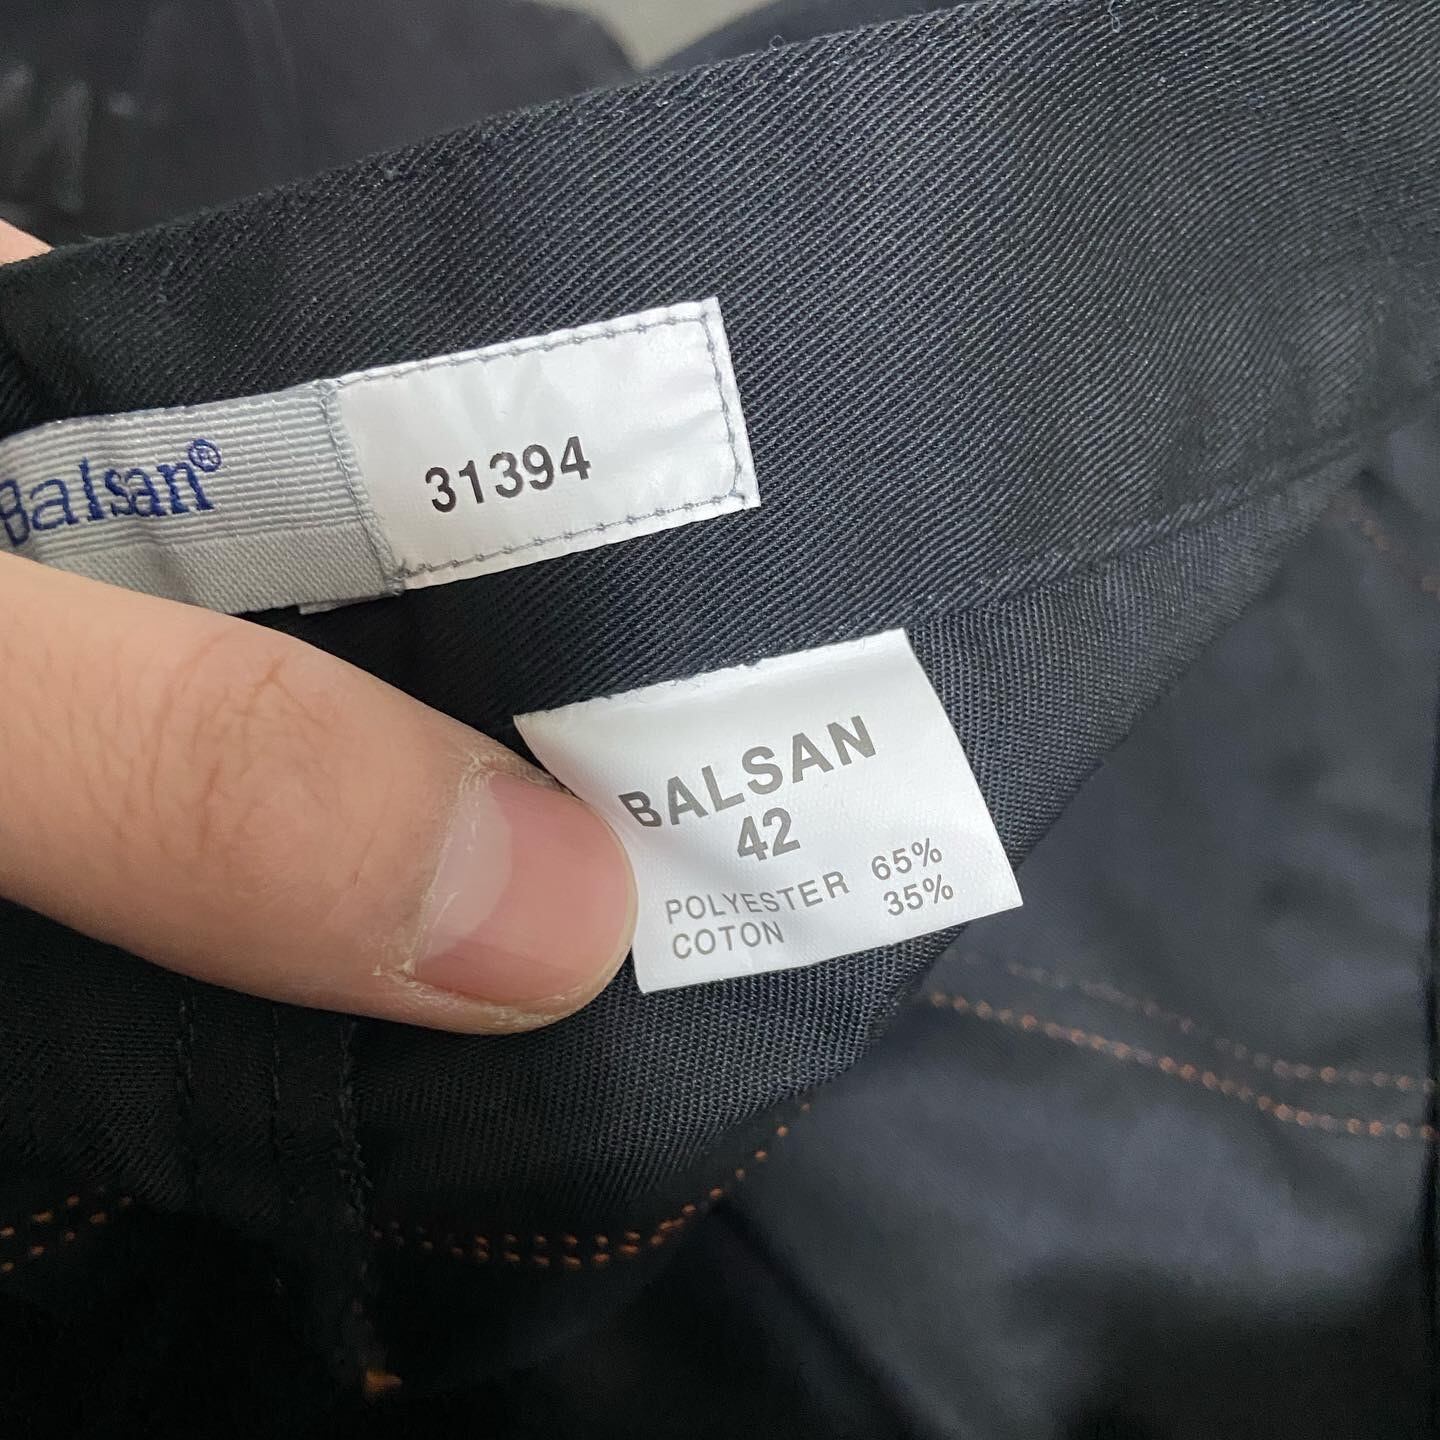 Balsan®
31394
BALSAN
42
POLYESTER 65%
COTON 35%